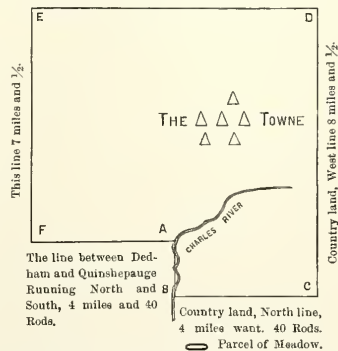 E
D
This line 7 miles and ½.
Country land, West line 8 miles and ½.
THE TOWNE
CHARLES RIVER
F
A
B
C
The line between Ded-
ham and Quinshepauge
Running North and
South, 4 miles and 40
Rods.
Country land, North line,
4 miles want. 40 Rods.
Parcel of Meadow.